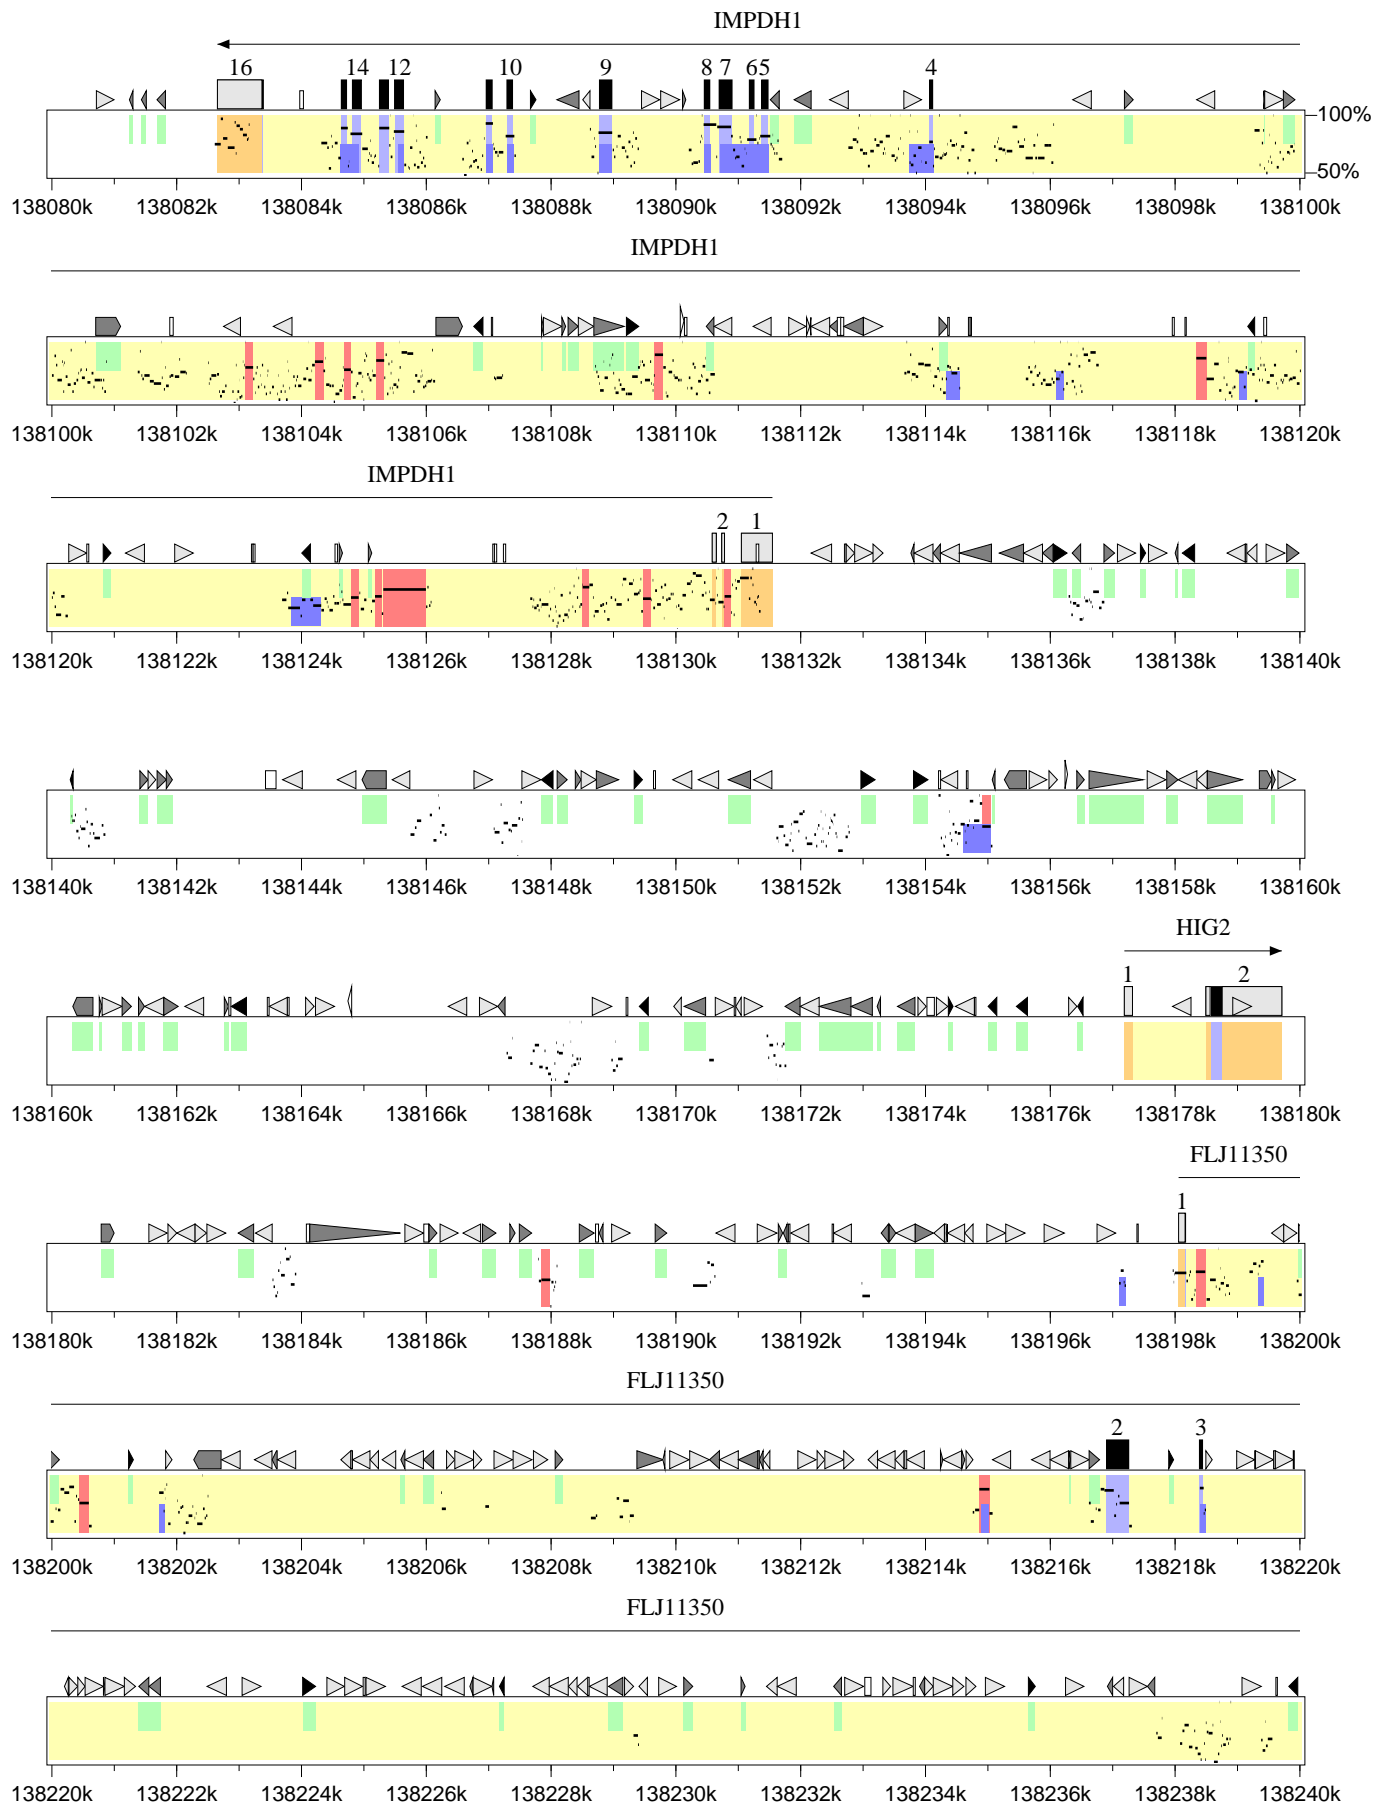 IMPDH1
16 14 12 10 9 8 7 6 5 4
100%
50%
138080k 138082k 138084k 138086k 138088k 138090k 138092k 138094k 138096k 138098k 138100k
IMPDH1
138100k 138102k 138104k 138106k 138108k 138110k 138112k 138114k 138116k 138118k 138120k
IMPDH1
2 1
138120k 138122k 138124k 138126k 138128k 138130k 138132k 138134k 138136k 138138k 138140k
138140k 138142k 138144k 138146k 138148k 138150k 138152k 138154k 138156k 138158k 138160k
HIG2
1 2
138160k 138162k 138164k 138166k 138168k 138170k 138172k 138174k 138176k 138178k 138180k
FLJ11350
1
138180k 138182k 138184k 138186k 138188k 138190k 138192k 138194k 138196k 138198k 138200k
FLJ11350
2 3
138200k 138202k 138204k 138206k 138208k 138210k 138212k 138214k 138216k 138218k 138220k
FLJ11350
138220k 138222k 138224k 138226k 138228k 138230k 138232k 138234k 138236k 138238k 138240k